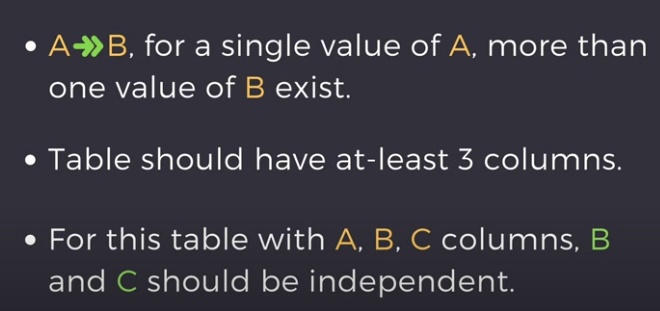 • A↠B, for a single value of A, more than
one value of B exist.
• Table should have at-least 3 columns.
• For this table with A, B, C columns, B
and C should be independent.